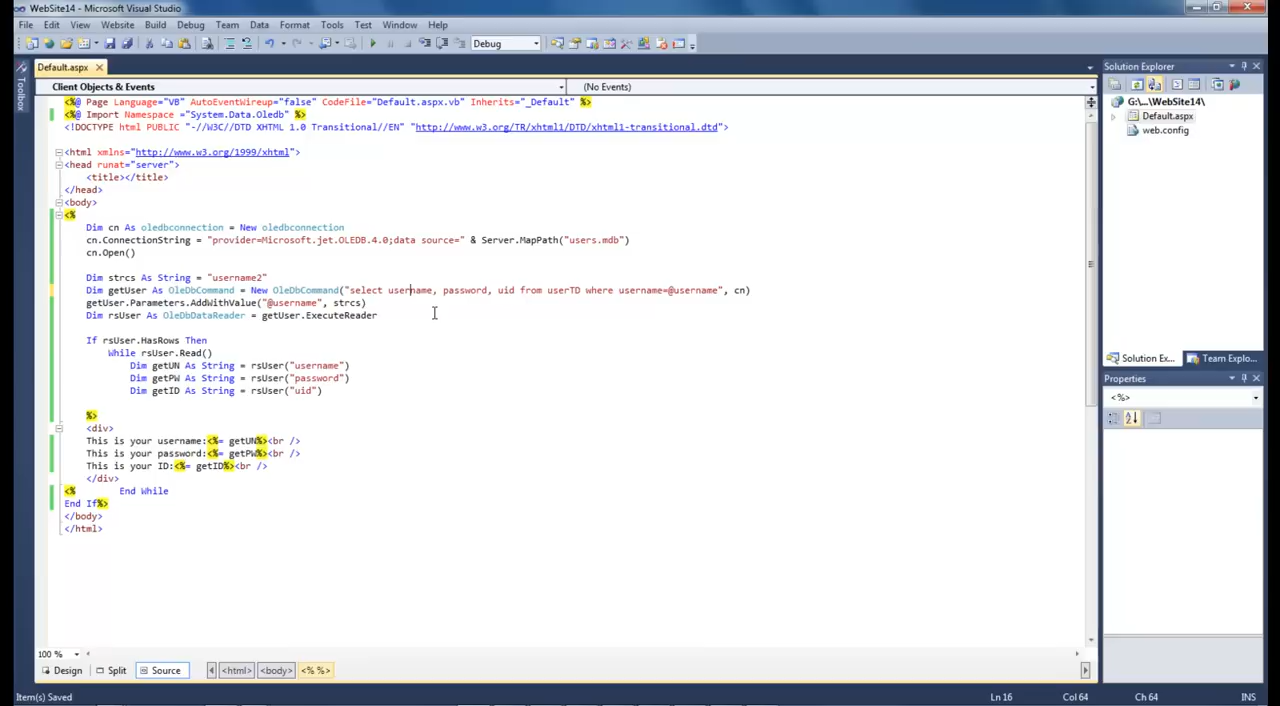 WebSite14 - Microsoft Visual Studio
File Edit View Website Build Debug Team Data Format Tools Test Window Help
Debug
Toolbox
Default.aspx
Client Objects & Events
(No Events)
<%@ Page Language="VB" AutoEventWireup="false" CodeFile="Default.aspx.vb" Inherits="_Default" %>
<%@ Import Namespace ="System.Data.Oledb" %>
<!DOCTYPE html PUBLIC "-//W3C//DTD XHTML 1.0 Transitional//EN" "http://www.w3.org/TR/xhtml1/DTD/xhtml1-transitional.dtd">
<html xmlns="http://www.w3.org/1999/xhtml">
<head runat="server">
<title></title>
</head>
<body>
<%
Dim cn As oledbconnection = New oledbconnection
cn.ConnectionString = "provider=Microsoft.jet.OLEDB.4.0;data source=" & Server.MapPath("users.mdb")
cn.Open()
Dim strcs As String = "username2"
Dim getUser As OleDbCommand = New OleDbCommand("select username, password, uid from userTD where username=@username", cn)
getUser.Parameters.AddWithValue("@username", strcs)
Dim rsUser As OleDbDataReader = getUser.ExecuteReader
If rsUser.HasRows Then
While rsUser.Read()
Dim getUN As String = rsUser("username")
Dim getPW As String = rsUser("password")
Dim getID As String = rsUser("uid")
%>
<div>
This is your username:<%= getUN%><br />
This is your password:<%= getPW%><br />
This is your ID:<%= getID%><br />
</div>
<% End While
End If%>
</body>
</html>
100 %
Design Split Source <html> <body> <% %>
Solution Explorer
G:\...\WebSite14\
Default.aspx
web.config
Solution Ex... Team Explo...
Properties
<%>
Item(s) Saved
Ln 16 Col 64 Ch 64 INS